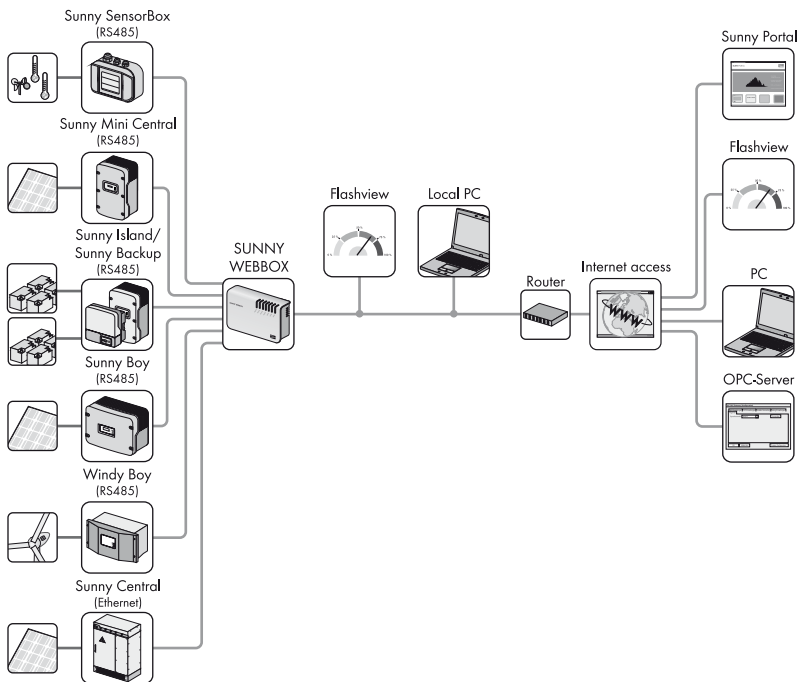 Sunny SensorBox
(RS485)
Sunny Mini Central
(RS485)
Sunny Island/
Sunny Backup
(RS485)
Sunny Boy
(RS485)
Windy Boy
(RS485)
Sunny Central
(Ethernet)
SUNNY
WEBBOX
Flashview
Local PC
Router
Internet access
WWW
Sunny Portal
Flashview
PC
OPC-Server